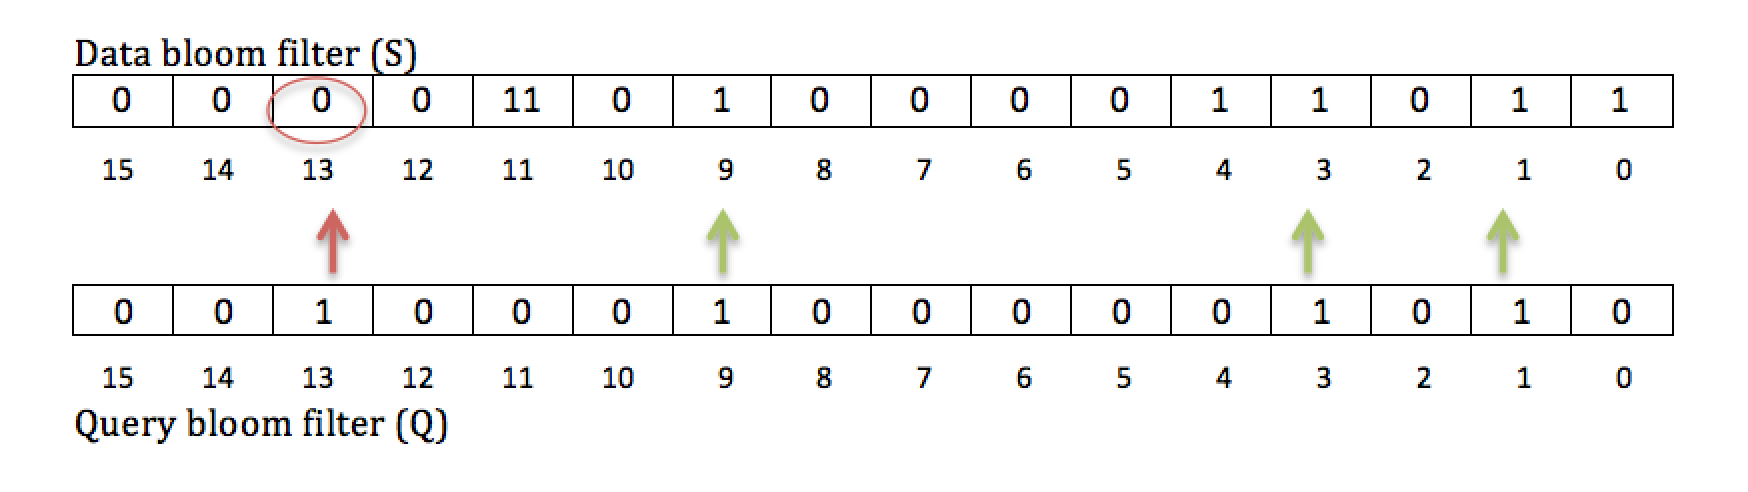 Data bloom filter (S)
0 0 0 0 11 0 1 0 0 0 0 1 1 0 1 1
15 14 13 12 11 10 9 8 7 6 5 4 3 2 1 0
0 0 1 0 0 0 1 0 0 0 0 0 1 0 1 0
15 14 13 12 11 10 9 8 7 6 5 4 3 2 1 0
Query bloom filter (Q)